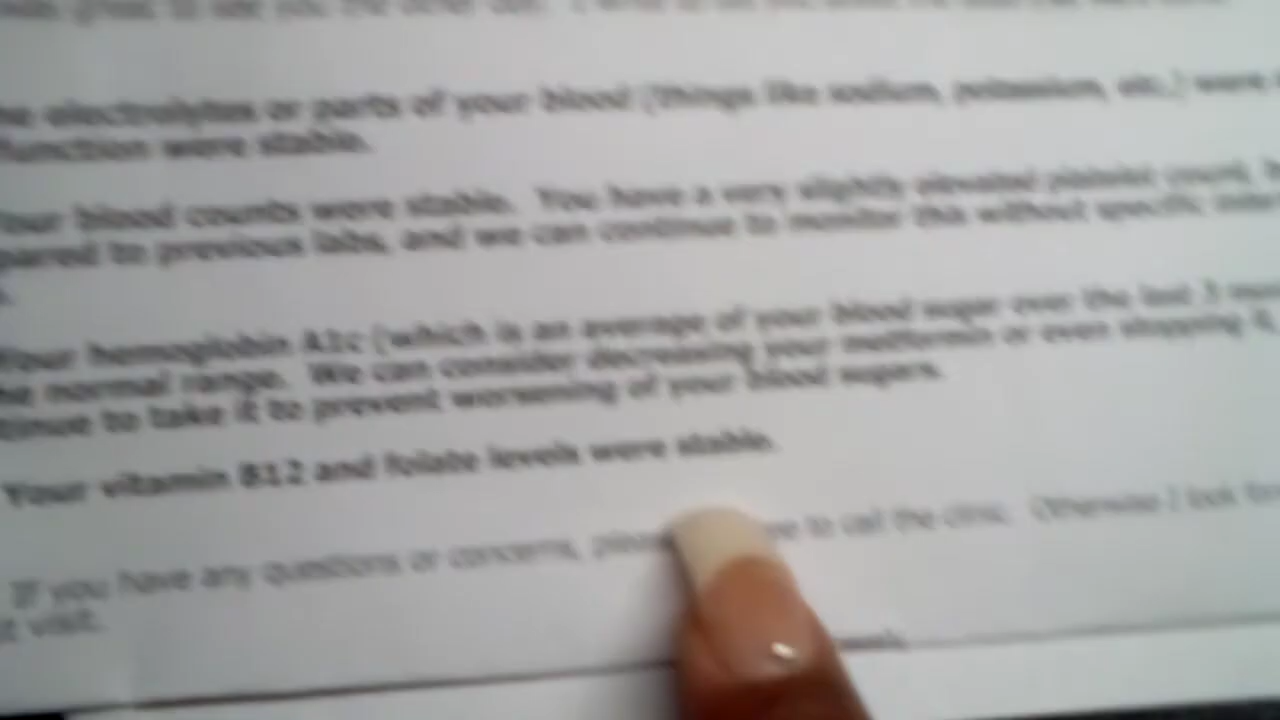 electrolytes or parts of your blood (things like sodium, potassium, etc.) were
function were stable.
Your blood counts were stable. You have a very slightly elevated platelet count,
to previous labs, and we can continue to monitor this without specific
Your hemoglobin A1c (which is an average of your blood sugar over the last 3
normal range. We can consider decreasing your metformin or even stopping it,
to take it to prevent worsening of your blood sugars.
Your vitamin B12 and folate levels were stable.
If you have any questions or concerns, to call the clinic. Otherwise I look
visit.